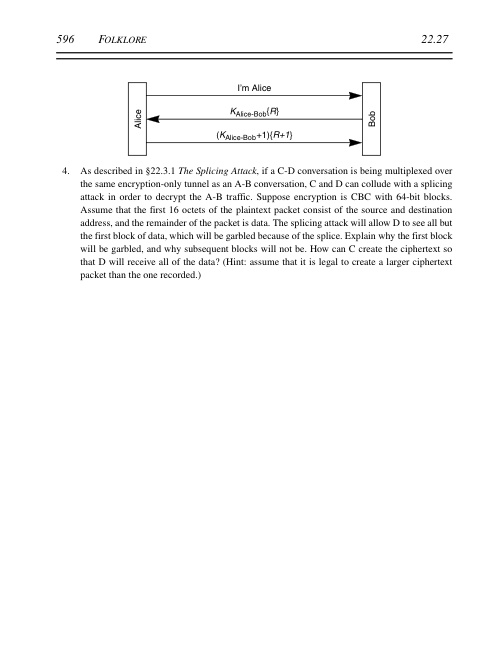 596 FOLKLORE 22.27
I'm Alice
K Alice-Bob{R}
(K Alice-Bob+1){R+1}
Alice
Bob
4. As described in §22.3.1 The Splicing Attack, if a C-D conversation is being multiplexed over
the same encryption-only tunnel as an A-B conversation, C and D can collude with a splicing
attack in order to decrypt the A-B traffic. Suppose encryption is CBC with 64-bit blocks.
Assume that the first 16 octets of the plaintext packet consist of the source and destination
address, and the remainder of the packet is data. The splicing attack will allow D to see all but
the first block of data, which will be garbled because of the splice. Explain why the first block
will be garbled, and why subsequent blocks will not be. How can C create the ciphertext so
that D will receive all of the data? (Hint: assume that it is legal to create a larger ciphertext
packet than the one recorded.)